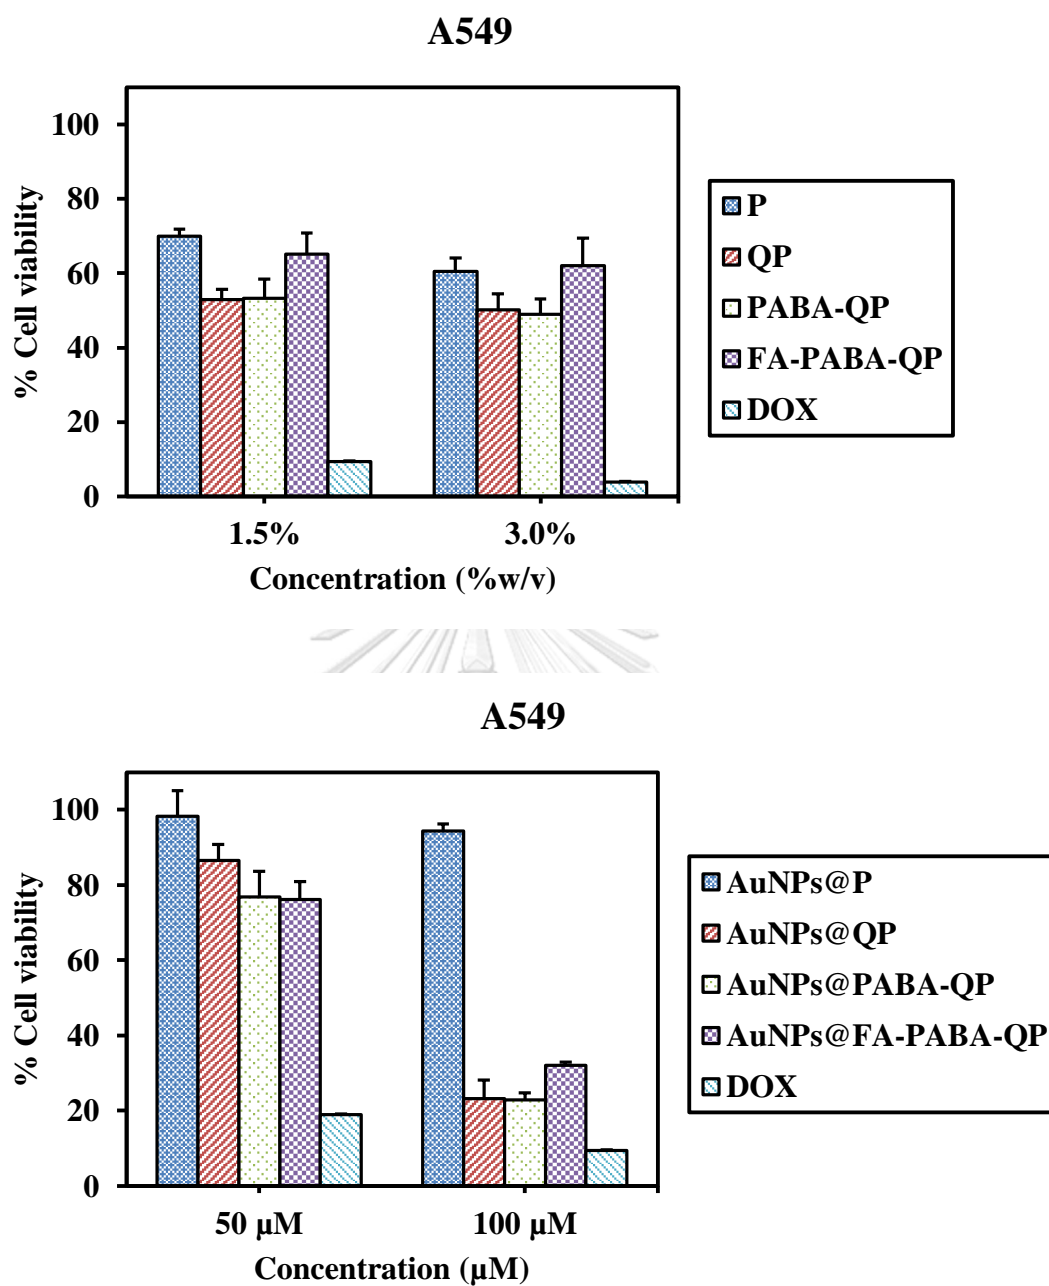 A549
100
80
60
40
20
0
% Cell viability
1.5%
3.0%
Concentration (%w/v)
P
QP
PABA-QP
FA-PABA-QP
DOX
A549
100
80
60
40
20
0
% Cell viability
50 µM
100 µM
Concentration (µM)
AuNPs@P
AuNPs@QP
AuNPs@PABA-QP
AuNPs@FA-PABA-QP
DOX